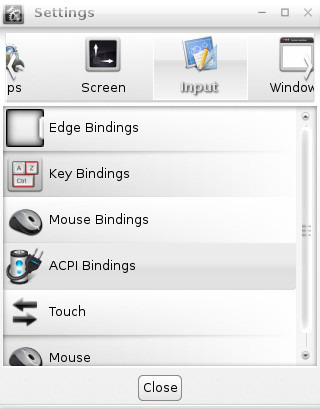 Settings
ps
Screen
Input
Window
Edge Bindings
A Z
Ctrl
Key Bindings
Mouse Bindings
ACPI Bindings
Touch
Mouse
Close